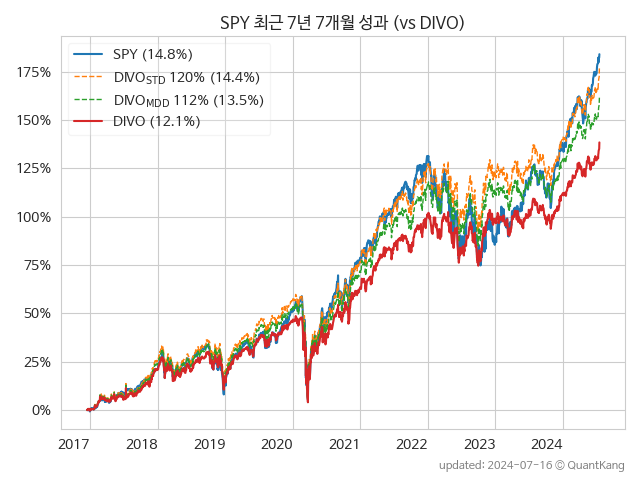 SPY 최근 7년 7개월 성과 (vs DIVO)
SPY (14.8%)
DIVO_STD 120% (14.4%)
DIVO_MDD 112% (13.5%)
DIVO (12.1%)
175%
150%
125%
100%
75%
50%
25%
0%
2017 2018 2019 2020 2021 2022 2023 2024
updated: 2024-07-16 © QuantKang